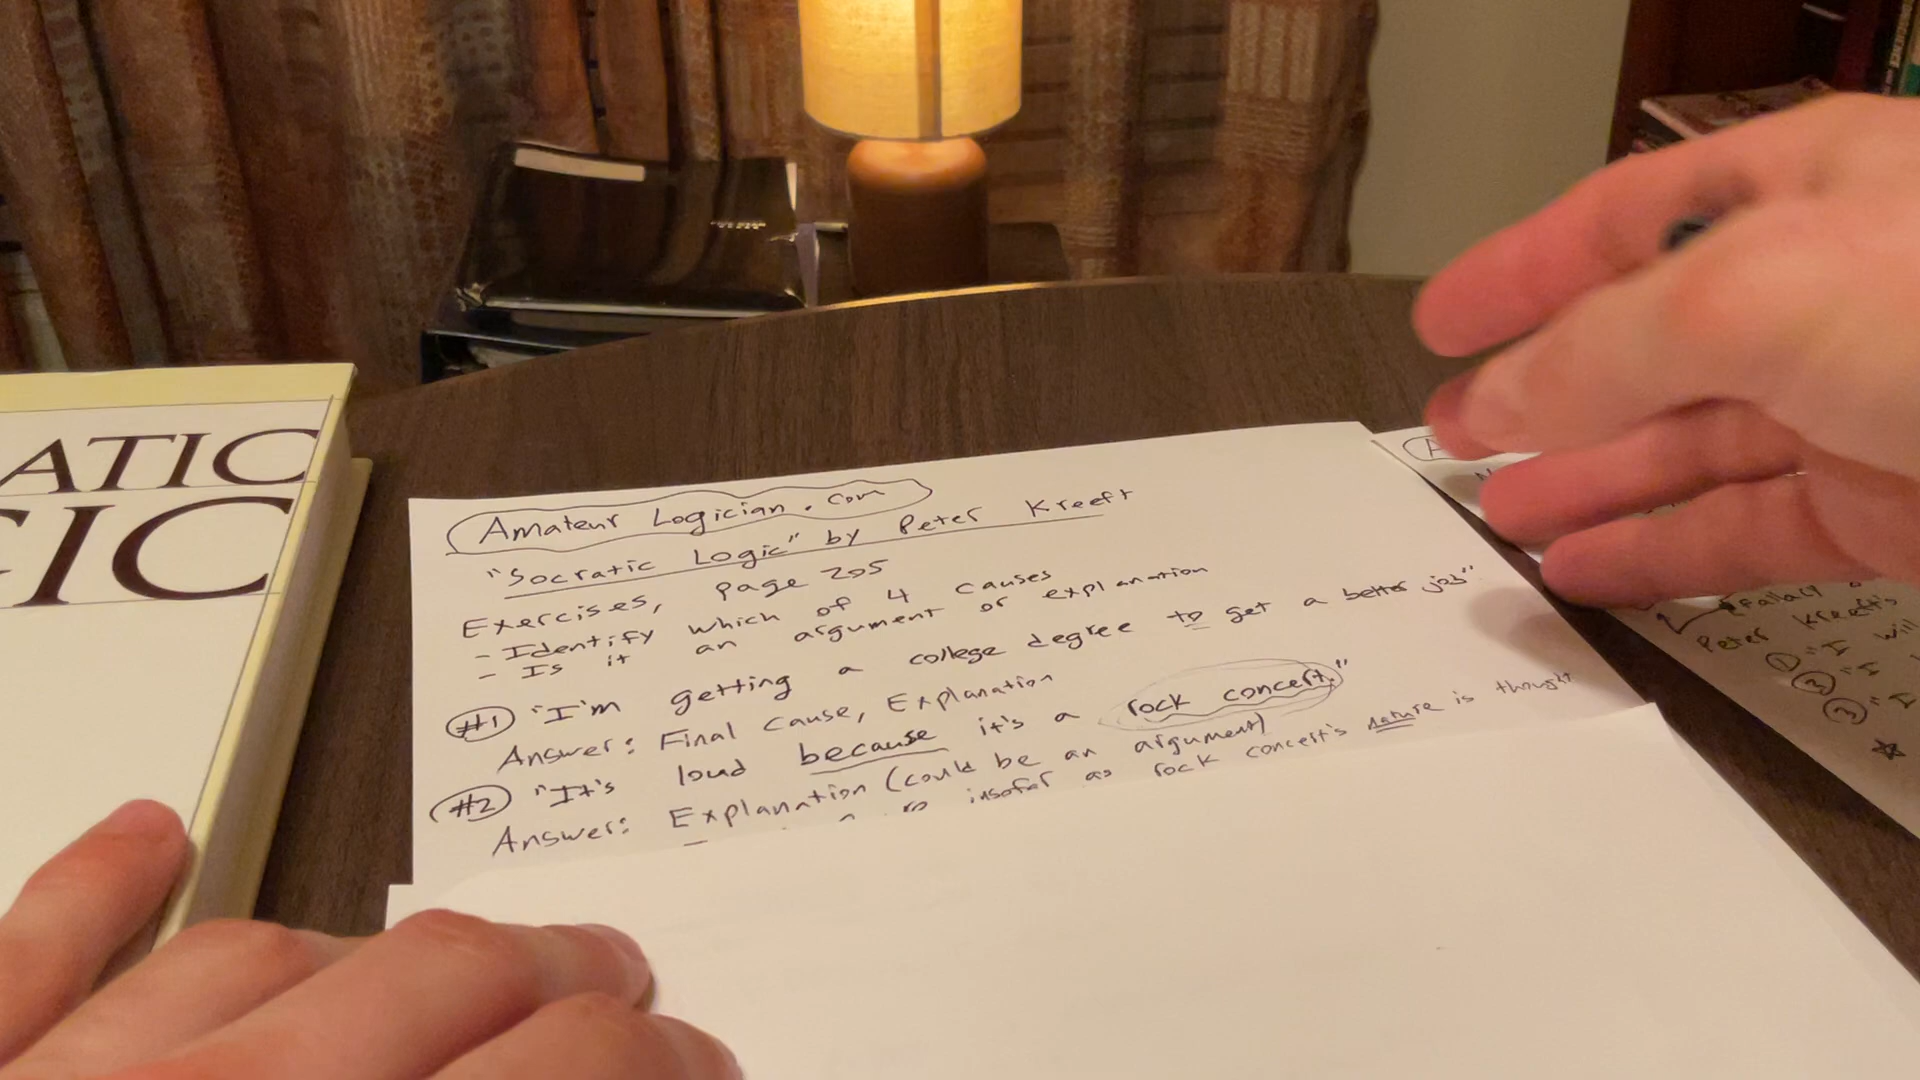 ATIC
GIC
Amateur Logician.com
"Socratic Logic" by Peter Kreeft
Exercises, page 205
- Identify which of 4 causes
- Is it an argument or explanation
#1 "I'm getting a college degree to get a better job"
Answer: Final cause, Explanation
#2 "It's loud because it's a rock concert."
Answer: Explanation (could be an argument)
insofar as rock concert's nature is thought
Fallacy
Peter Kreeft's
① "I will
② "I
③ "I